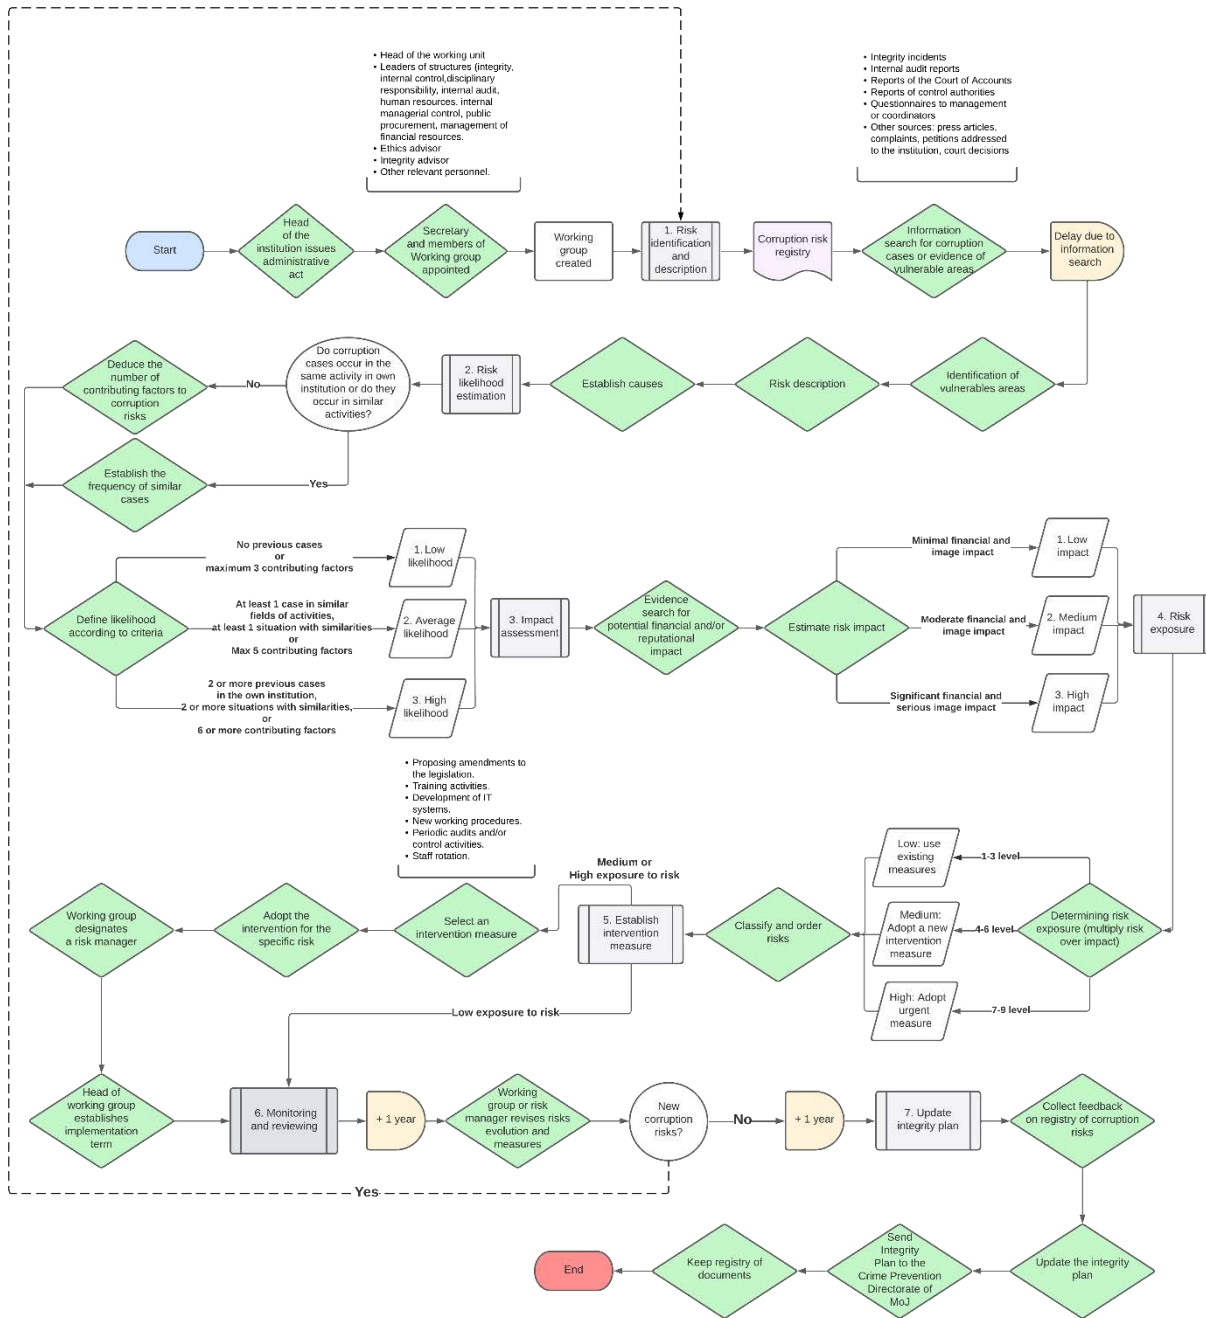 • Head of the working unit
• Leaders of structures (integrity,
internal control,disciplinary
responsibility, internal audit,
human resources, internal
managerial control, public
procurement, management of
financial resources.
• Ethics advisor
• Integrity advisor
• Other relevant personnel.
• Integrity incidents
• Internal audit reports
• Reports of the Court of Accounts
• Reports of control authorities
• Questionnaires to management
or coordinators
• Other sources: press articles,
complaints, petitions addressed
to the institution, court decisions
Start
Head
of the
institution issues
administrative
act
Secretary
and members of
Working group
appointed
Working
group
created
1. Risk
identification
and
description
Corruption risk
registry
Information
search for corruption
cases or evidence of
vulnerable areas
Delay due to
information
search
Deduce the
number of
contributing factors to
corruption
risks
No
Do corruption
cases occur in the
same activity in own
institution or do they
occur in similar
activities?
2. Risk
likelihood
estimation
Establish causes
Risk description
Identification of
vulnerables areas
Establish the
frequency of similar
cases
Yes
Define likelihood
according to criteria
No previous cases
or
maximum 3 contributing factors
At least 1 case in similar
fields of activities,
at least 1 situation with similarities
or
Max 5 contributing factors
2 or more previous cases
in the own institution,
2 or more situations with similarities,
or
6 or more contributing factors
1. Low
likelihood
2. Average
likelihood
3. High
likelihood
3. Impact
assessment
Evidence
search for
potential financial and/or
reputational
impact
Estimate risk impact
Minimal financial and
image impact
Moderate financial and
image impact
Significant financial and
serious image impact
1. Low
impact
2. Medium
impact
3. High
impact
4. Risk
exposure
• Proposing amendments to
the legislation.
• Training activities.
• Development of IT
systems.
• New working procedures.
• Periodic audits and/or
control activities.
• Staff rotation.
Working group
designates
a risk manager
Adopt the
intervention for the
specific risk
Select an
intervention measure
Medium or
High exposure to risk
5. Establish
intervention
measure
Classify and order
risks
Low: use
existing
measures
Medium:
Adopt a new
intervention
measure
High: Adopt
urgent
measure
1-3 level
4-6 level
7-9 level
Determining risk
exposure (multiply risk
over impact)
Low exposure to risk
Head of
working group
establishes
implementation
term
6. Monitoring
and reviewing
+ 1 year
Working
group or risk
manager revises risks
evolution and
measures
New
corruption
risks?
No
+ 1 year
7. Update
integrity plan
Collect feedback
on registry of corruption
risks
Yes
End
Keep registry of
documents
Send
Integrity
Plan to the
Crime Prevention
Directorate of
MoJ
Update the integrity
plan